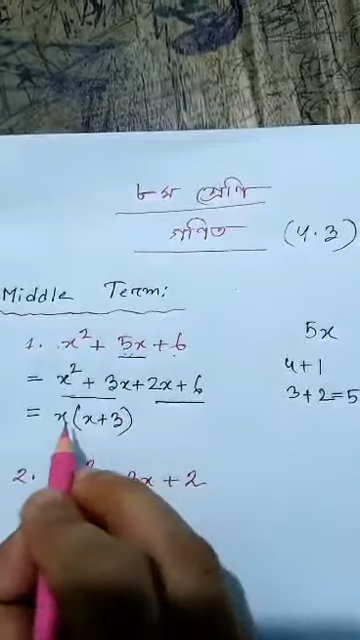 ৮ম শ্রেণি
গণিত (4.3)
Middle Term:
1. x² + 5x + 6
= x² + 3x + 2x + 6
= x(x+3)
5x
4+1
3+2=5
2. x + 2